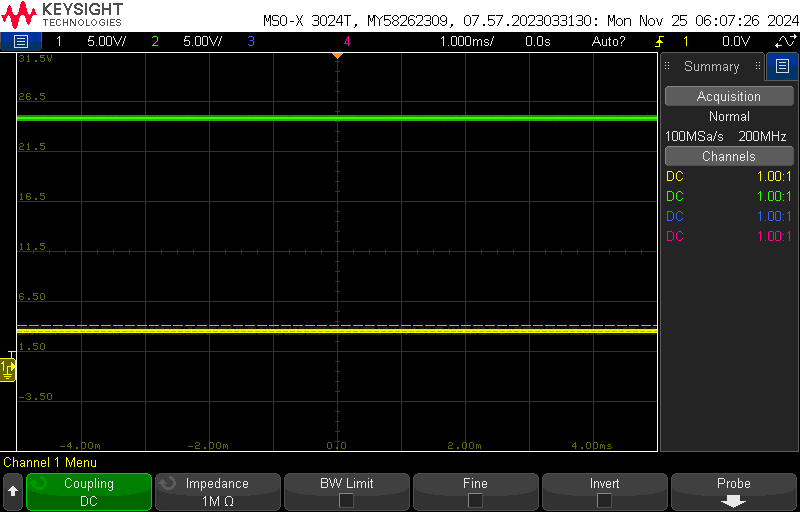 KEYSIGHT
TECHNOLOGIES
MSO-X 3024T, MY58262309, 07.57.2023033130: Mon Nov 25 06:07:26 2024
1 5.00V/ 2 5.00V/ 3 4 1.000ms/ 0.0s Auto? 1 0.0V
31.5V
26.5
21.5
16.5
11.5
6.50
1.50
-3.50
-4.00m -2.00m 0.0 2.00m 4.00ms
T
1
Summary
Acquisition
Normal
100MSa/s 200MHz
Channels
DC 1.00:1
DC 1.00:1
DC 1.00:1
DC 1.00:1
Channel 1 Menu
Coupling
DC
Impedance
1M Ω
BW Limit
Fine
Invert
Probe